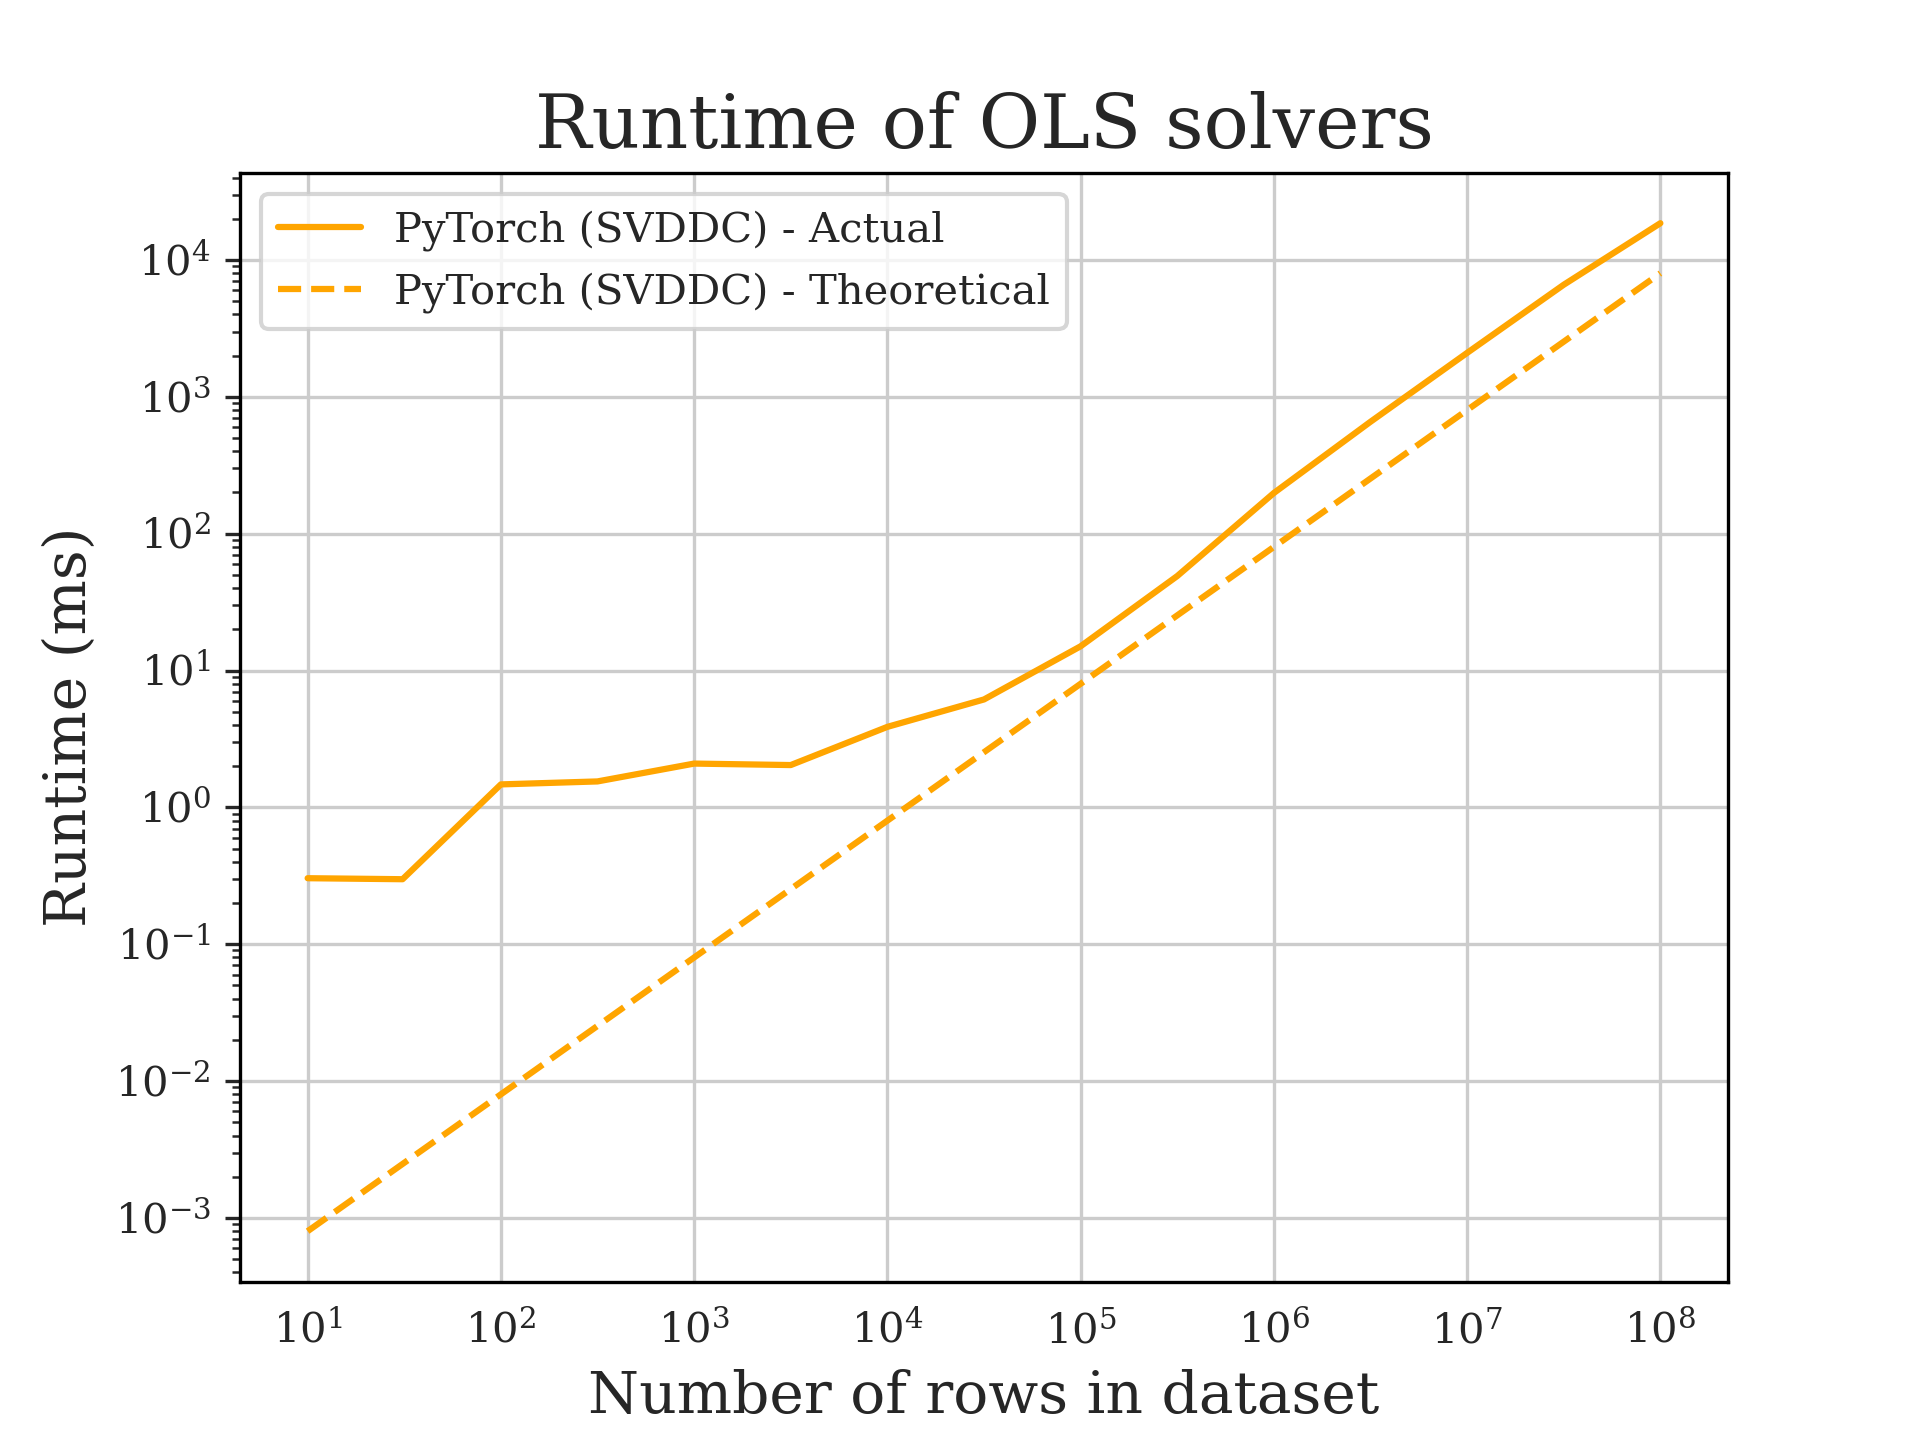 Runtime of OLS solvers
PyTorch (SVDDC) - Actual
PyTorch (SVDDC) - Theoretical
Runtime (ms)
10⁴
10³
10²
10¹
10⁰
10⁻¹
10⁻²
10⁻³
10¹ 10² 10³ 10⁴ 10⁵ 10⁶ 10⁷ 10⁸
Number of rows in dataset